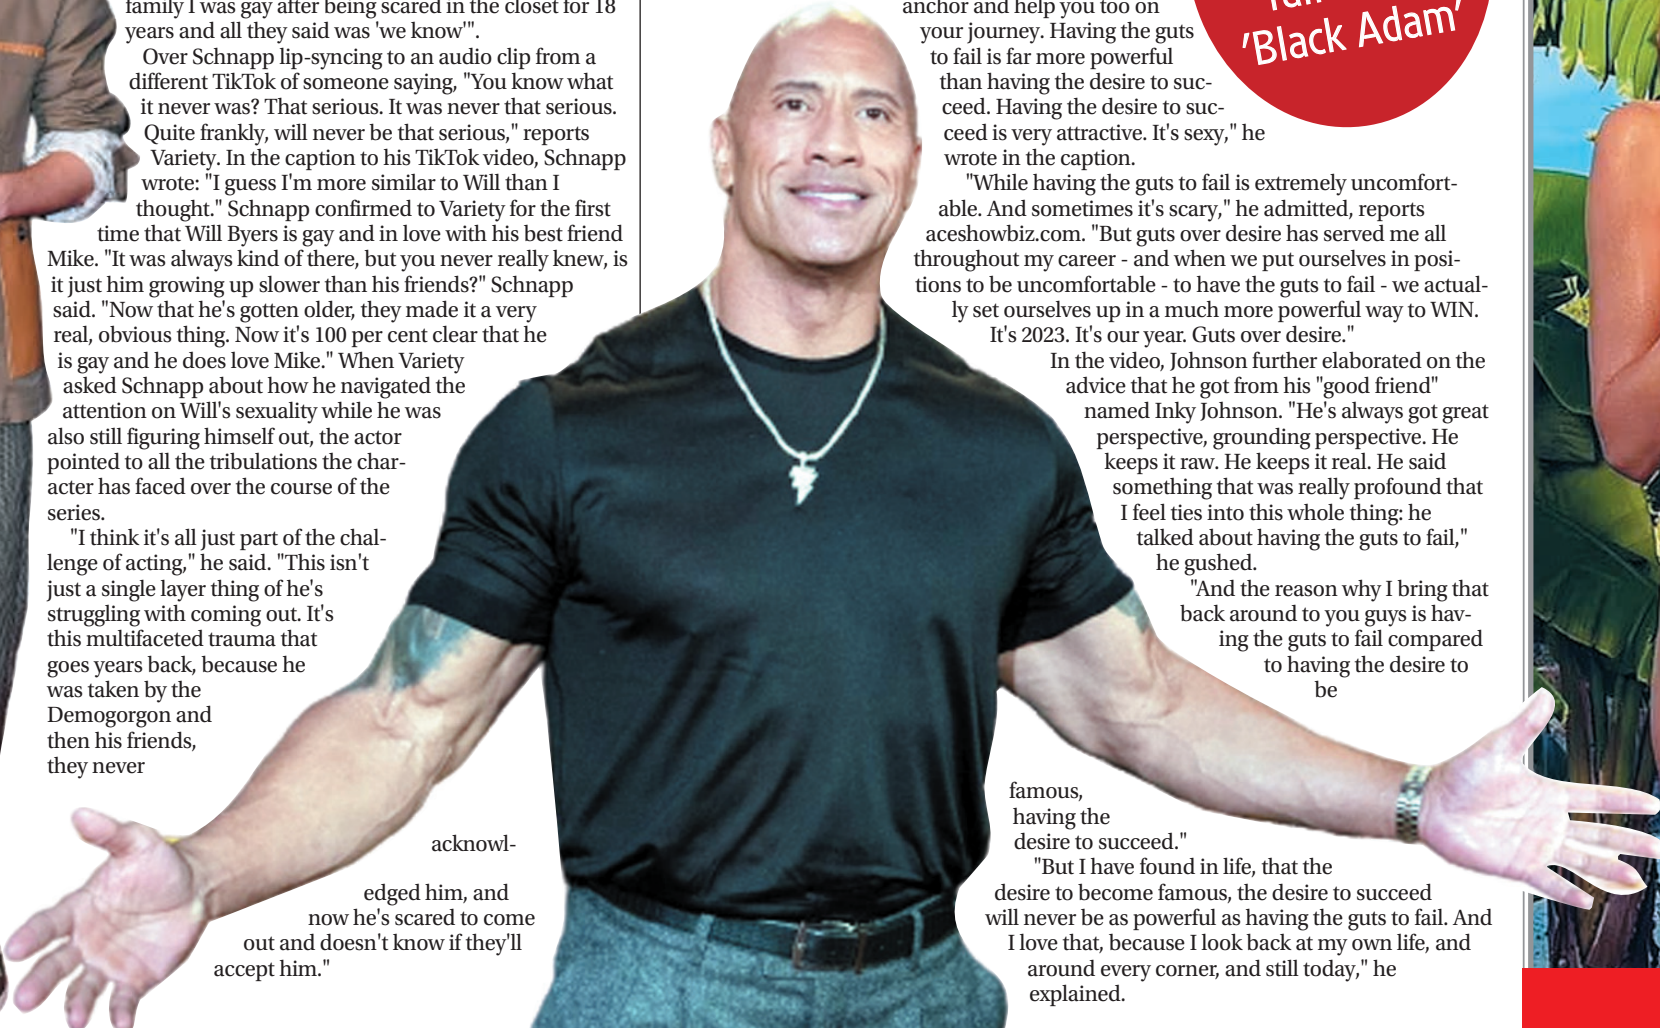 family I was gay after being scared in the closet for 18
years and all they said was 'we know'".
Over Schnapp lip-syncing to an audio clip from a
different TikTok of someone saying, "You know what
it never was? That serious. It was never that serious.
Quite frankly, will never be that serious," reports
Variety. In the caption to his TikTok video, Schnapp
wrote: "I guess I'm more similar to Will than I
thought." Schnapp confirmed to Variety for the first
time that Will Byers is gay and in love with his best friend
Mike. "It was always kind of there, but you never really knew, is
it just him growing up slower than his friends?" Schnapp
said. "Now that he's gotten older, they made it a very
real, obvious thing. Now it's 100 per cent clear that he
is gay and he does love Mike." When Variety
asked Schnapp about how he navigated the
attention on Will's sexuality while he was
also still figuring himself out, the actor
pointed to all the tribulations the char-
acter has faced over the course of the
series.
"I think it's all just part of the chal-
lenge of acting," he said. "This isn't
just a single layer thing of he's
struggling with coming out. It's
this multifaceted trauma that
goes years back, because he
was taken by the
Demogorgon and
then his friends,
they never
acknowl-
edged him, and
now he's scared to come
out and doesn't know if they'll
accept him."
anchor and help you too on
your journey. Having the guts
to fail is far more powerful
than having the desire to suc-
ceed. Having the desire to suc-
ceed is very attractive. It's sexy," he
wrote in the caption.
"While having the guts to fail is extremely uncomfort-
able. And sometimes it's scary," he admitted, reports
aceshowbiz.com. "But guts over desire has served me all
throughout my career - and when we put ourselves in posi-
tions to be uncomfortable - to have the guts to fail - we actual-
ly set ourselves up in a much more powerful way to WIN.
It's 2023. It's our year. Guts over desire."
In the video, Johnson further elaborated on the
advice that he got from his "good friend"
named Inky Johnson. "He's always got great
perspective, grounding perspective. He
keeps it raw. He keeps it real. He said
something that was really profound that
I feel ties into this whole thing: he
talked about having the guts to fail,"
he gushed.
"And the reason why I bring that
back around to you guys is hav-
ing the guts to fail compared
to having the desire to
be
famous,
having the
desire to succeed."
"But I have found in life, that the
desire to become famous, the desire to succeed
will never be as powerful as having the guts to fail. And
I love that, because I look back at my own life, and
around every corner, and still today," he
explained.
'Black Adam'